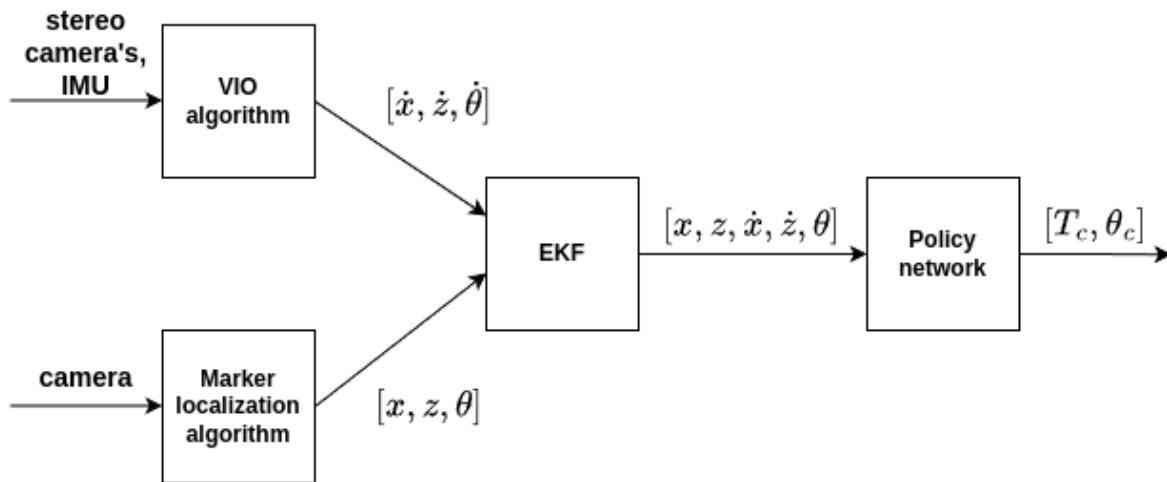 stereo
camera's,
IMU
VIO
algorithm
[ẋ, ż, θ̇]
EKF
[x, z, ẋ, ż, θ]
Policy
network
[T_c, θ_c]
camera
Marker
localization
algorithm
[x, z, θ]